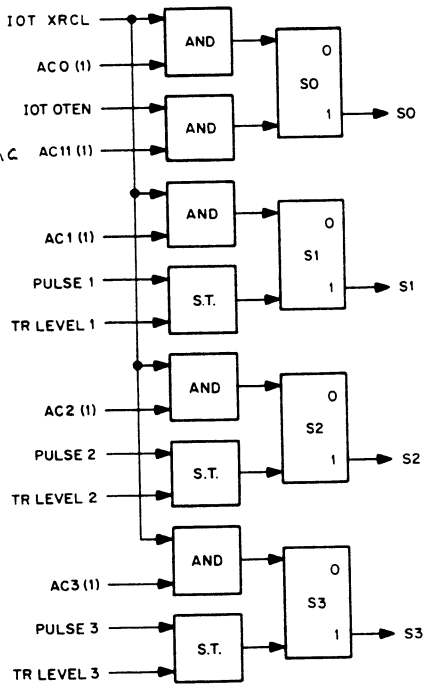 IOT XRCL
AND
0
AC0 (1)
S0
IOT OTEN
1
S0
AND
AC11 (1)
AND
0
AC1 (1)
S1
PULSE 1
1
S1
S.T.
TR LEVEL 1
AND
0
AC2 (1)
S2
PULSE 2
1
S2
S.T.
TR LEVEL 2
AND
0
AC3 (1)
S3
PULSE 3
1
S3
S.T.
TR LEVEL 3